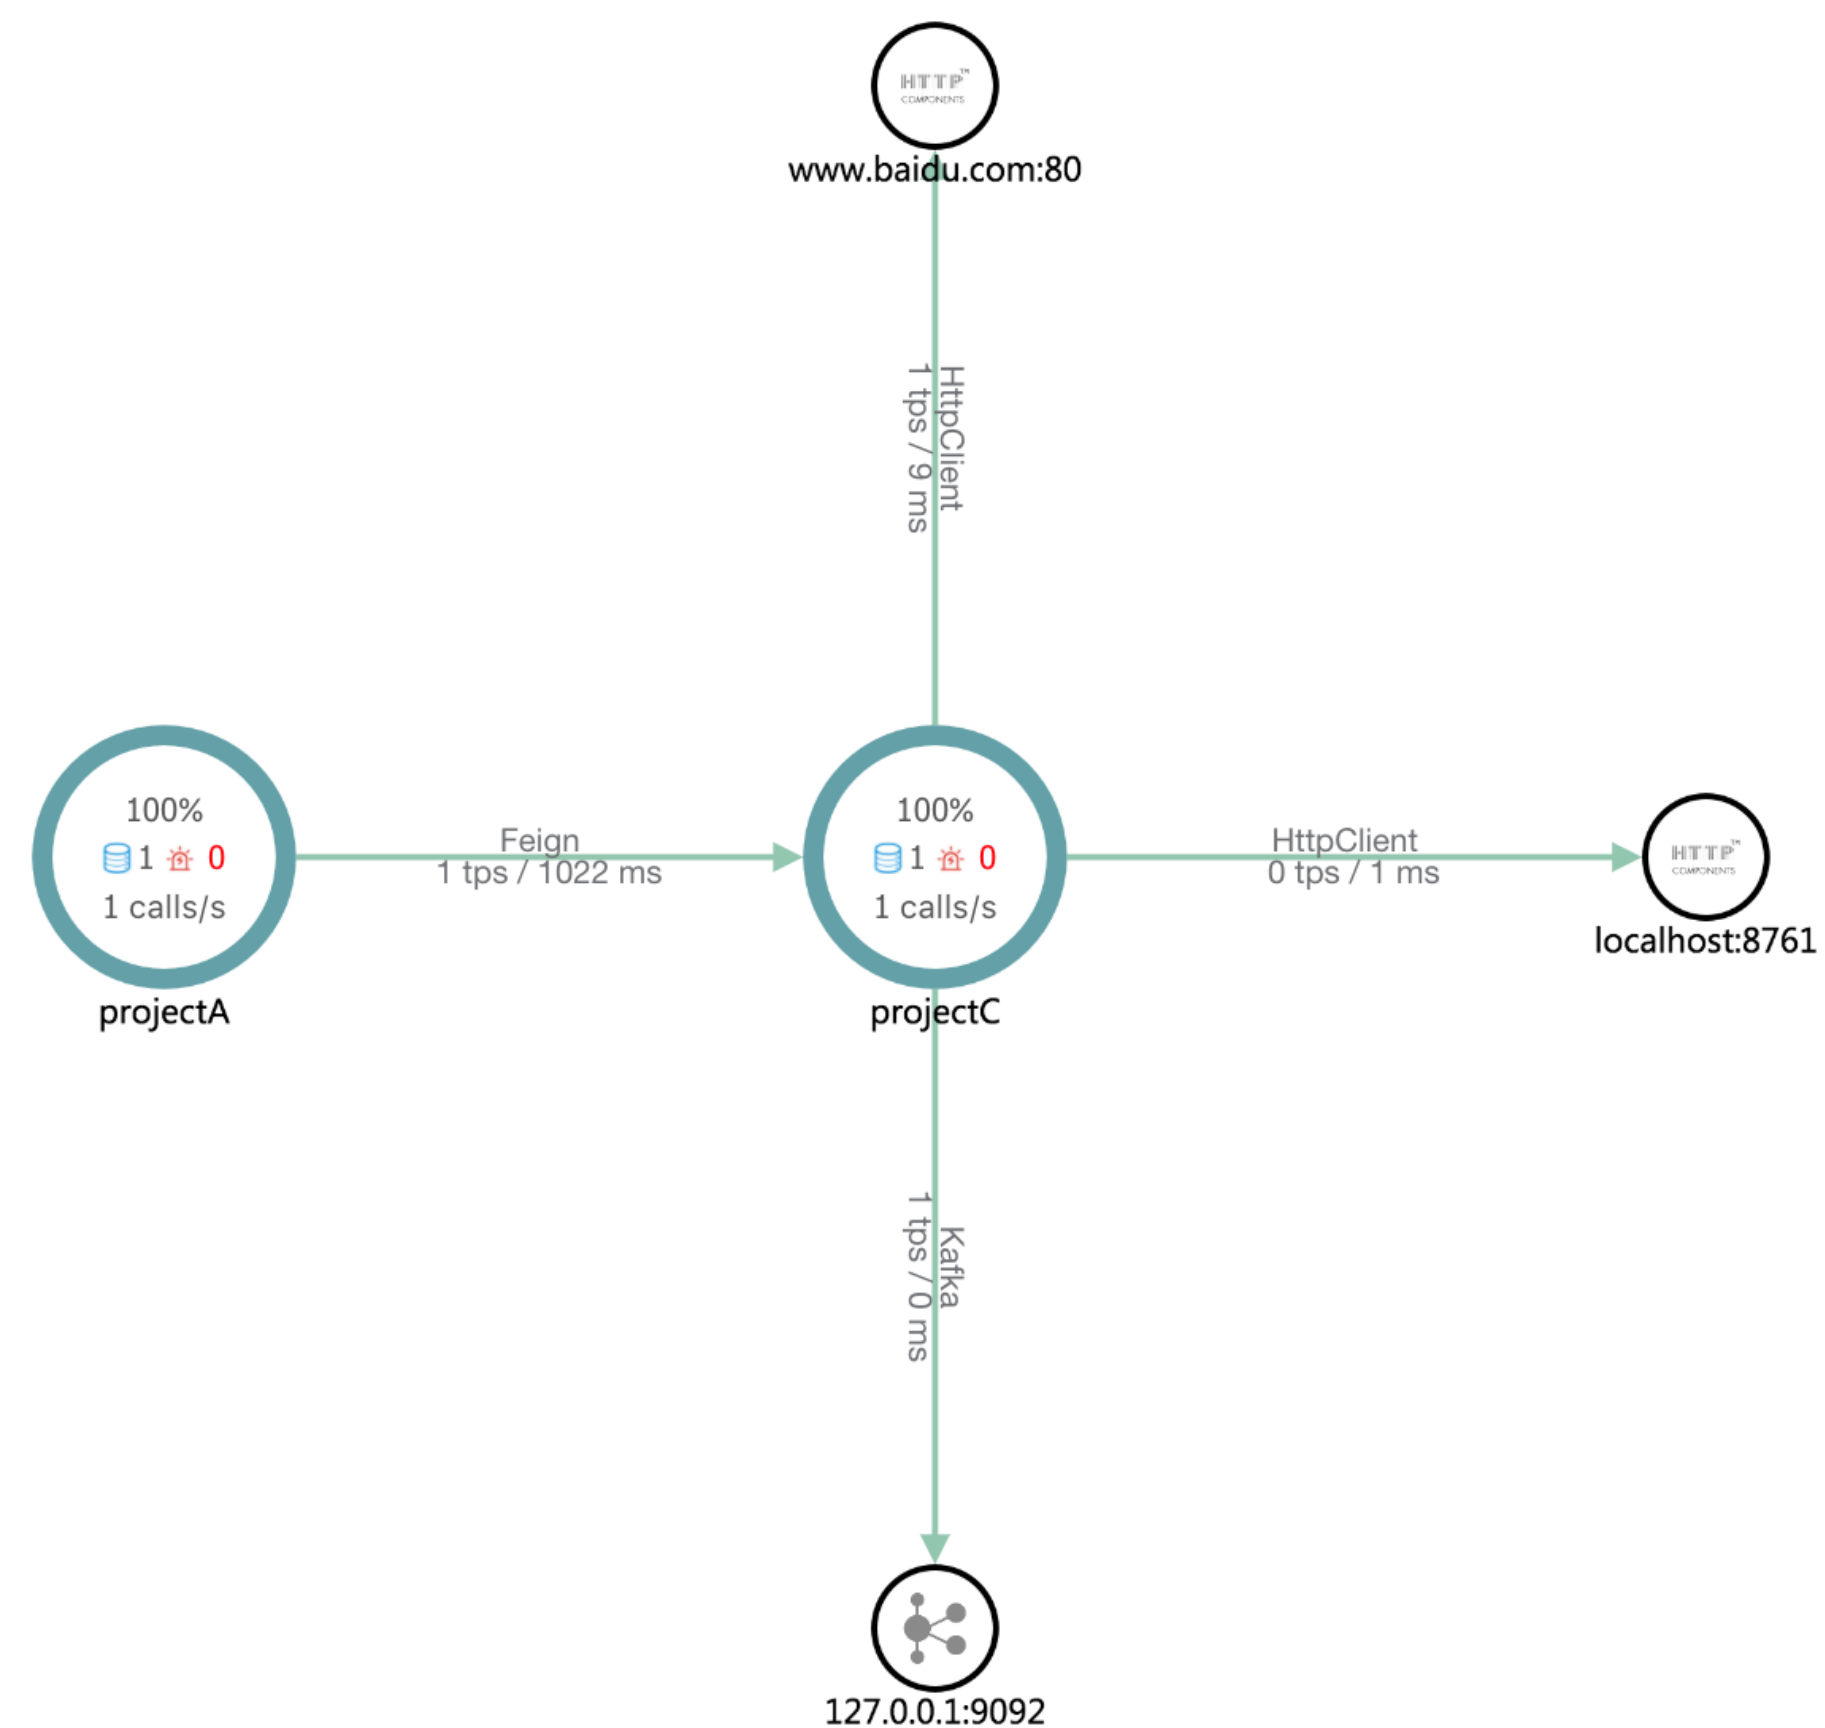 HTTP™
COMPONENTS
www.baidu.com:80
HttpClient
1 tps / 9 ms
100%
1 0
1 calls/s
projectA
Feign
1 tps / 1022 ms
100%
1 0
1 calls/s
projectC
HttpClient
0 tps / 1 ms
HTTP™
COMPONENTS
localhost:8761
Kafka
1 tps / 0 ms
127.0.0.1:9092